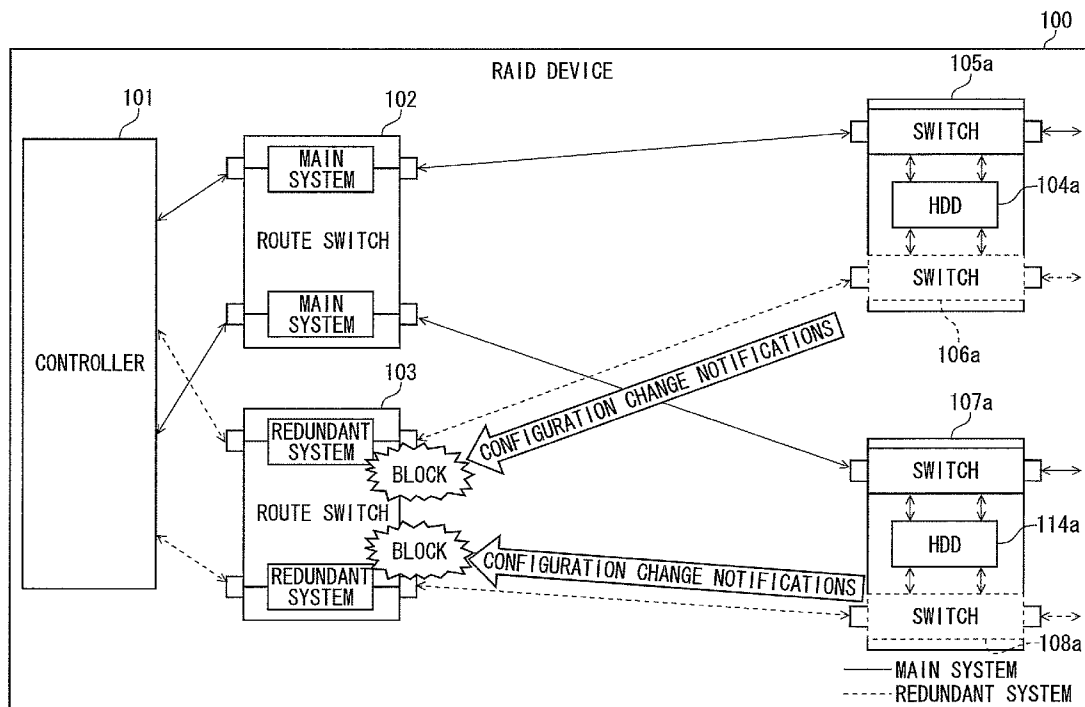 100
RAID DEVICE
101
102
105a
MAIN
SYSTEM
SWITCH
HDD
104a
ROUTE SWITCH
SWITCH
MAIN
SYSTEM
106a
CONTROLLER
CONFIGURATION CHANGE NOTIFICATIONS
103
107a
REDUNDANT
SYSTEM
BLOCK
SWITCH
ROUTE SWITCH
HDD
114a
BLOCK
CONFIGURATION CHANGE NOTIFICATIONS
REDUNDANT
SYSTEM
SWITCH
108a
MAIN SYSTEM
REDUNDANT SYSTEM